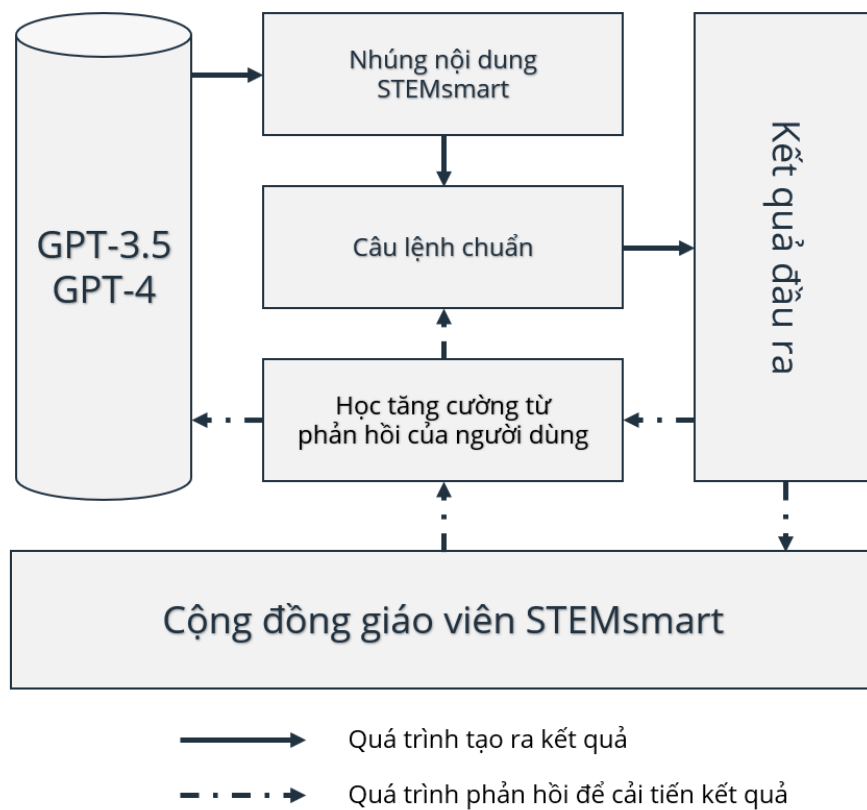 Nhúng nội dung
STEMsmart
GPT-3.5
GPT-4
Câu lệnh chuẩn
Kết quả đầu ra
Học tăng cường từ
phản hồi của người dùng
Cộng đồng giáo viên STEMsmart
Quá trình tạo ra kết quả
Quá trình phản hồi để cải tiến kết quả